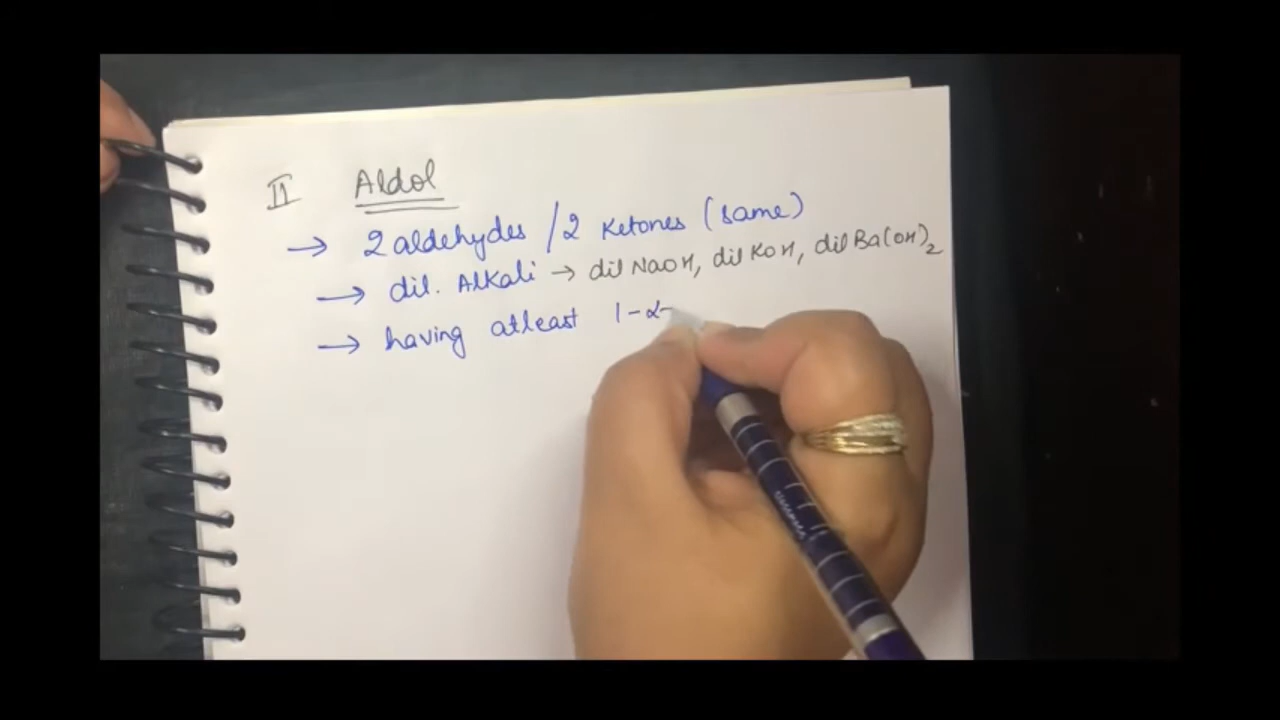 II Aldol
→ 2 aldehydes / 2 Ketones (same)
→ dil. Alkali → dil NaOH, dil KOH, dil Ba(OH)₂
→ having atleast 1-α-